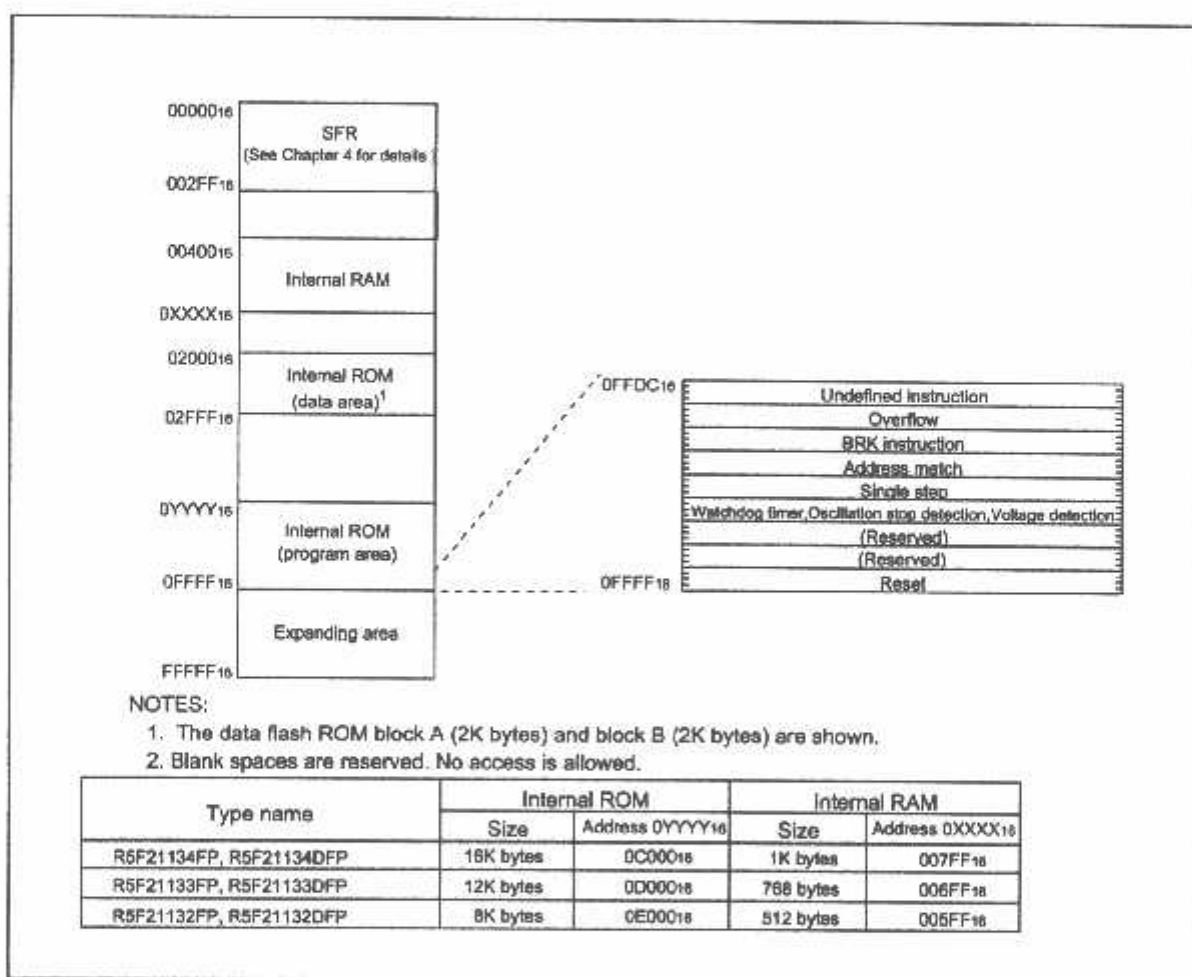 0000016
SFR
(See Chapter 4 for details
002FF16
0040016
Internal RAM
0XXXX16
0200016
Internal ROM
(data area)1
02FFF16
0YYYY16
Internal ROM
(program area)
0FFFF16
Expanding area
FFFFF16
0FFDC16
Undefined instruction
Overflow
BRK instruction
Address match
Single step
Watchdog timer,Oscillation stop detection,Voltage detection
(Reserved)
(Reserved)
Reset
0FFFF16
NOTES:
1. The data flash ROM block A (2K bytes) and block B (2K bytes) are shown.
2. Blank spaces are reserved. No access is allowed.
Type name Internal ROM Internal RAM
Size Address 0YYYY16 Size Address 0XXXX16
R5F21134FP, R5F21134DFP 16K bytes 0C00016 1K bytes 007FF16
R5F21133FP, R5F21133DFP 12K bytes 0D00016 768 bytes 006FF16
R5F21132FP, R5F21132DFP 8K bytes 0E00016 512 bytes 005FF16